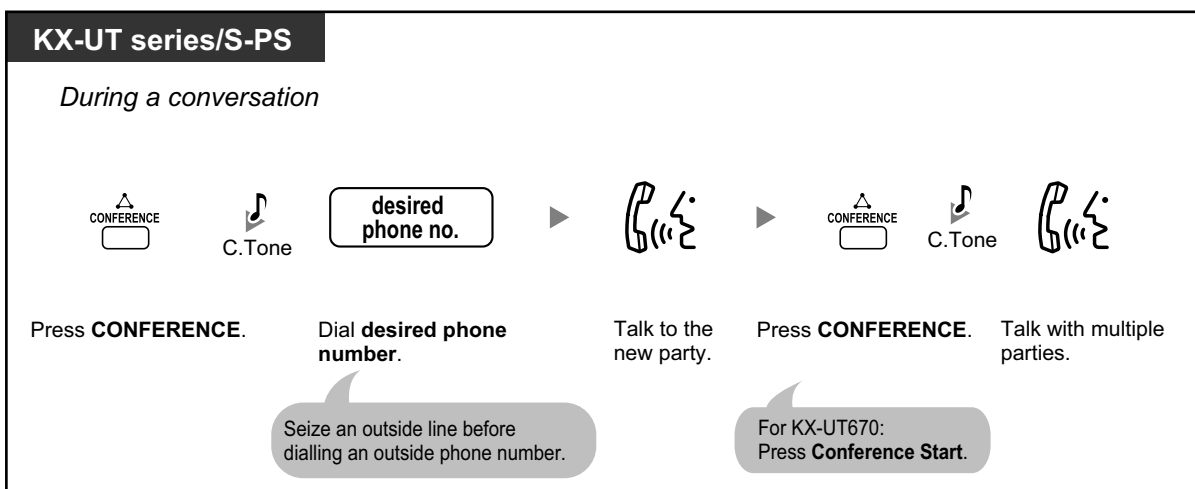 KX-UT series/S-PS
During a conversation
CONFERENCE
C.Tone
desired
phone no.
CONFERENCE
C.Tone
Press CONFERENCE.
Dial desired phone
number.
Talk to the
new party.
Press CONFERENCE.
Talk with multiple
parties.
Seize an outside line before
dialling an outside phone number.
For KX-UT670:
Press Conference Start.